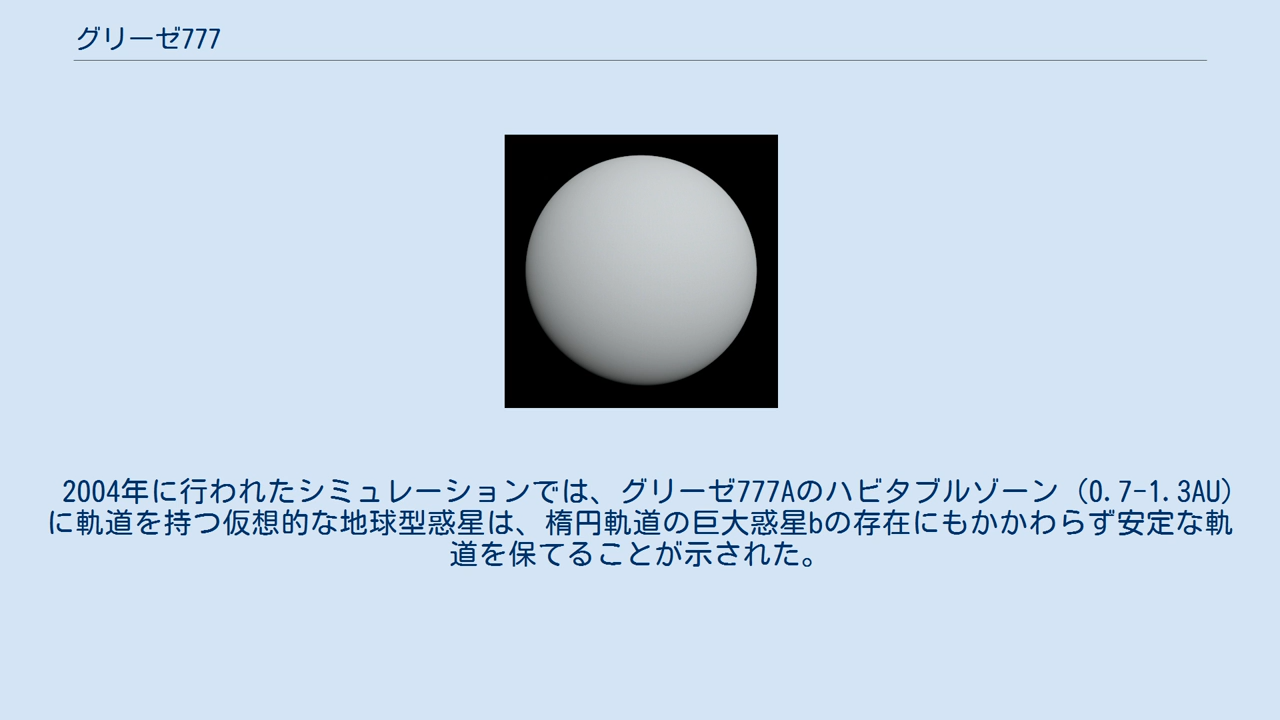 グリーゼ777
2004年に行われたシミュレーションでは、グリーゼ777Aのハビタブルゾーン（0.7-1.3AU）
に軌道を持つ仮想的な地球型惑星は、楕円軌道の巨大惑星bの存在にもかかわらず安定な軌
道を保てることが示された。